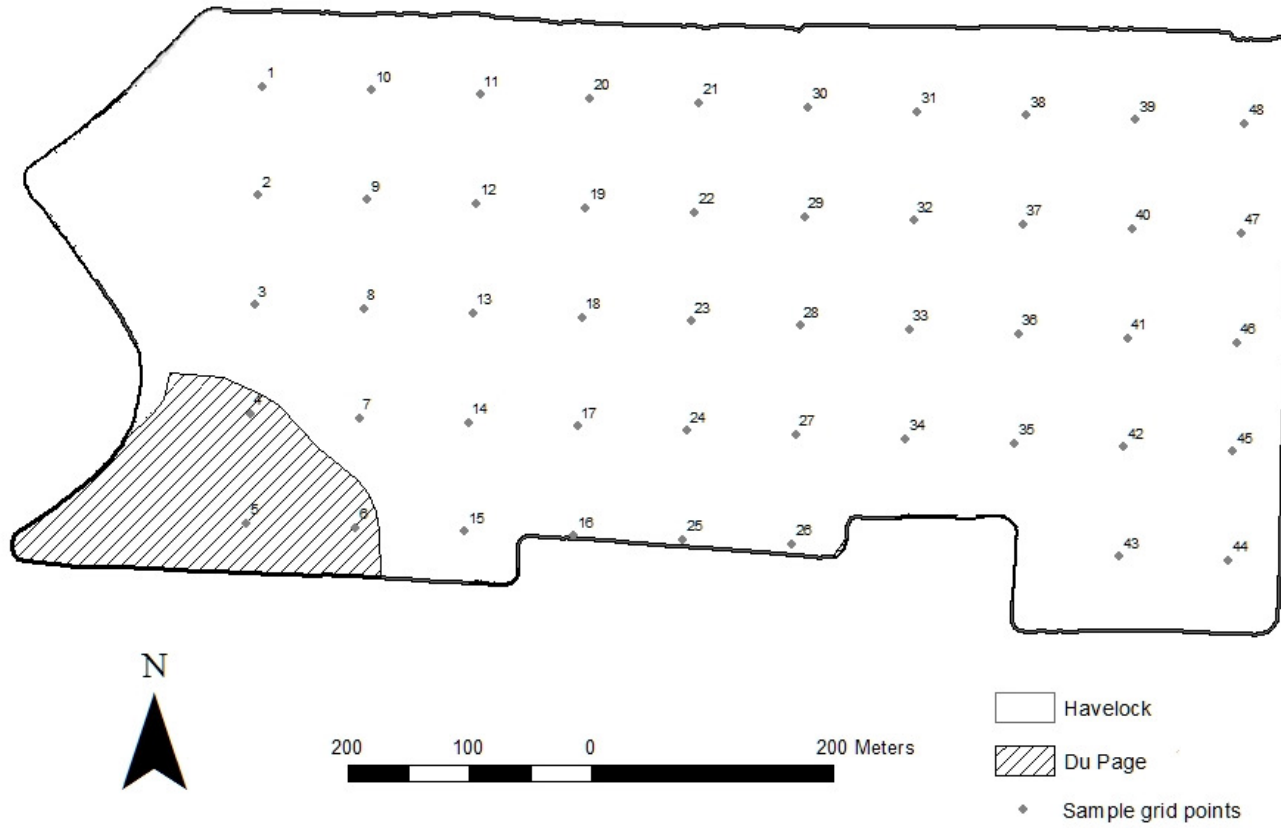 1 10 11 20 21 30 31 38 39 48
2 9 12 19 22 29 32 37 40 47
3 8 13 18 23 28 33 36 41 46
4 7 14 17 24 27 34 35 42 45
5 6 15 16 25 26 43 44
N
200 100 0 200 Meters
Havelock
Du Page
Sample grid points